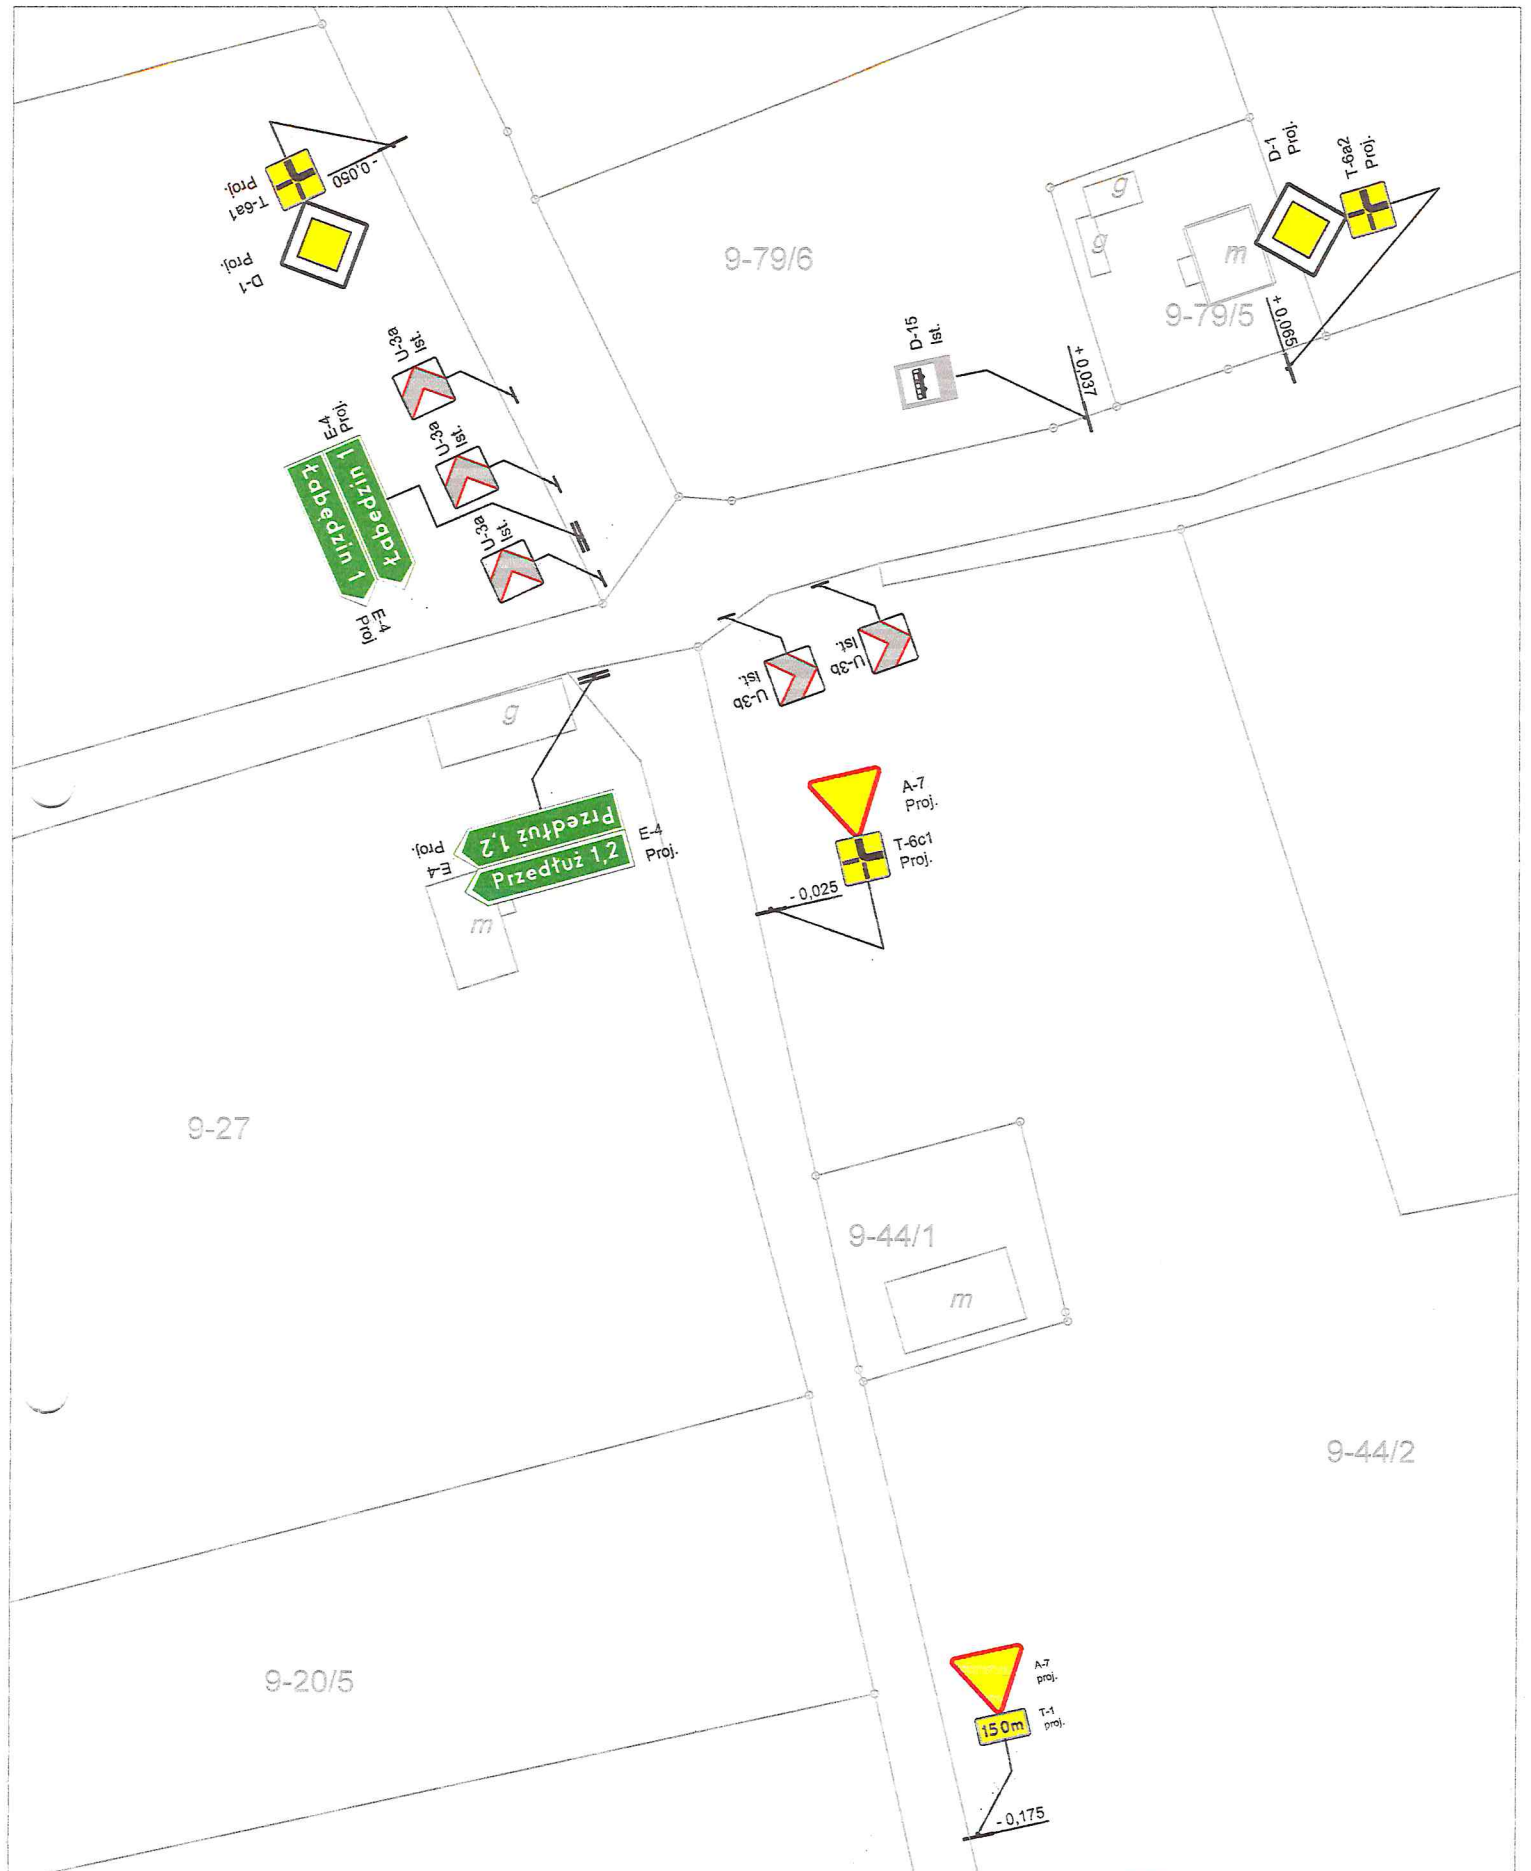 T-6a1
Proj.
- 0,050
D-1
Proj.
D-1
Proj.
T-6a2
Proj.
g
g
m
9-79/6
9-79/5
+ 0,065
+ 0,037
D-15
Ist.
U-3a
Ist.
U-3a
Ist.
U-3a
Ist.
E-4
Proj.
Łabędzin 1
Łabędzin 1
E-4
Proj
U-3b
Ist.
U-3b
Ist.
g
A-7
Proj.
T-6c1
Proj.
- 0,025
Przedłuż 1,2
Przedłuż 1,2
E-4
Proj.
E-4
Proj.
m
9-27
9-44/1
m
9-44/2
9-20/5
A-7
proj.
150m
T-1
proj.
- 0,175